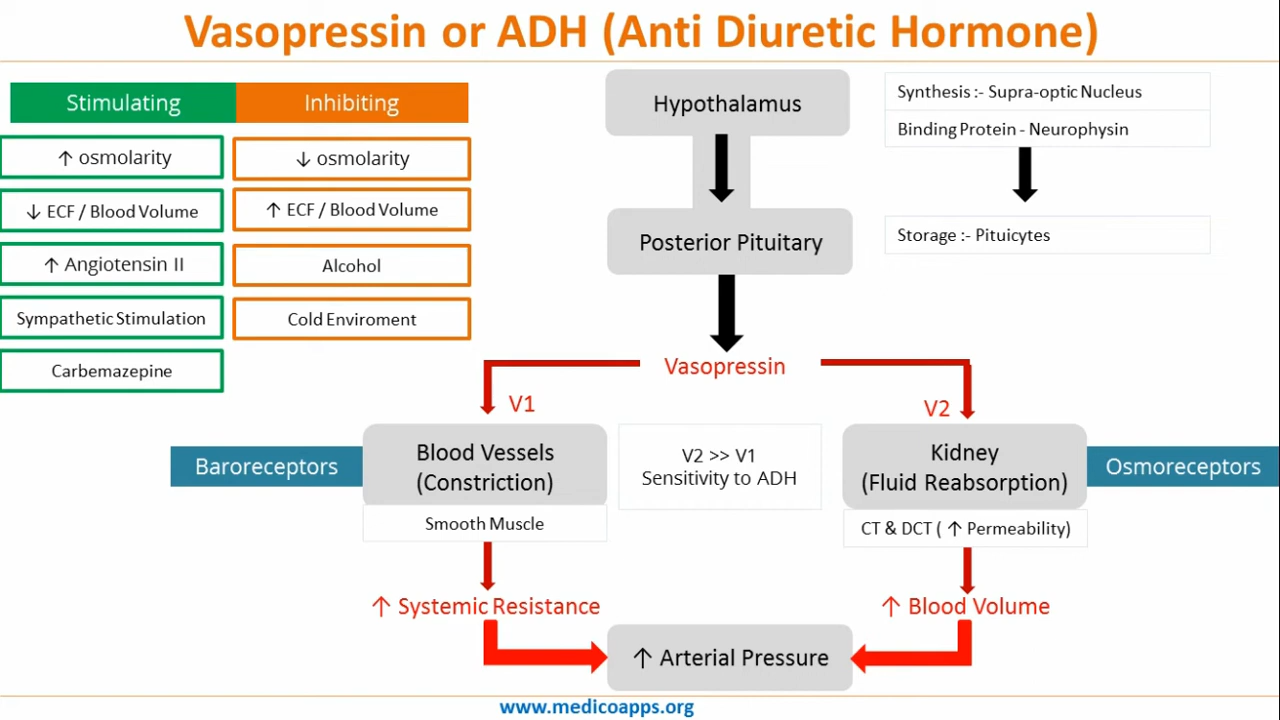 Vasopressin or ADH (Anti Diuretic Hormone)
Stimulating
Inhibiting
↑ osmolarity
↓ osmolarity
↓ ECF / Blood Volume
↑ ECF / Blood Volume
↑ Angiotensin II
Alcohol
Sympathetic Stimulation
Cold Enviroment
Carbemazepine
Hypothalamus
Posterior Pituitary
Synthesis :- Supra-optic Nucleus
Binding Protein - Neurophysin
Storage :- Pituicytes
Vasopressin
V1
V2
Baroreceptors
Blood Vessels
(Constriction)
Smooth Muscle
V2 >> V1
Sensitivity to ADH
Kidney
(Fluid Reabsorption)
CT & DCT ( ↑ Permeability)
Osmoreceptors
↑ Systemic Resistance
↑ Blood Volume
↑ Arterial Pressure
www.medicoapps.org